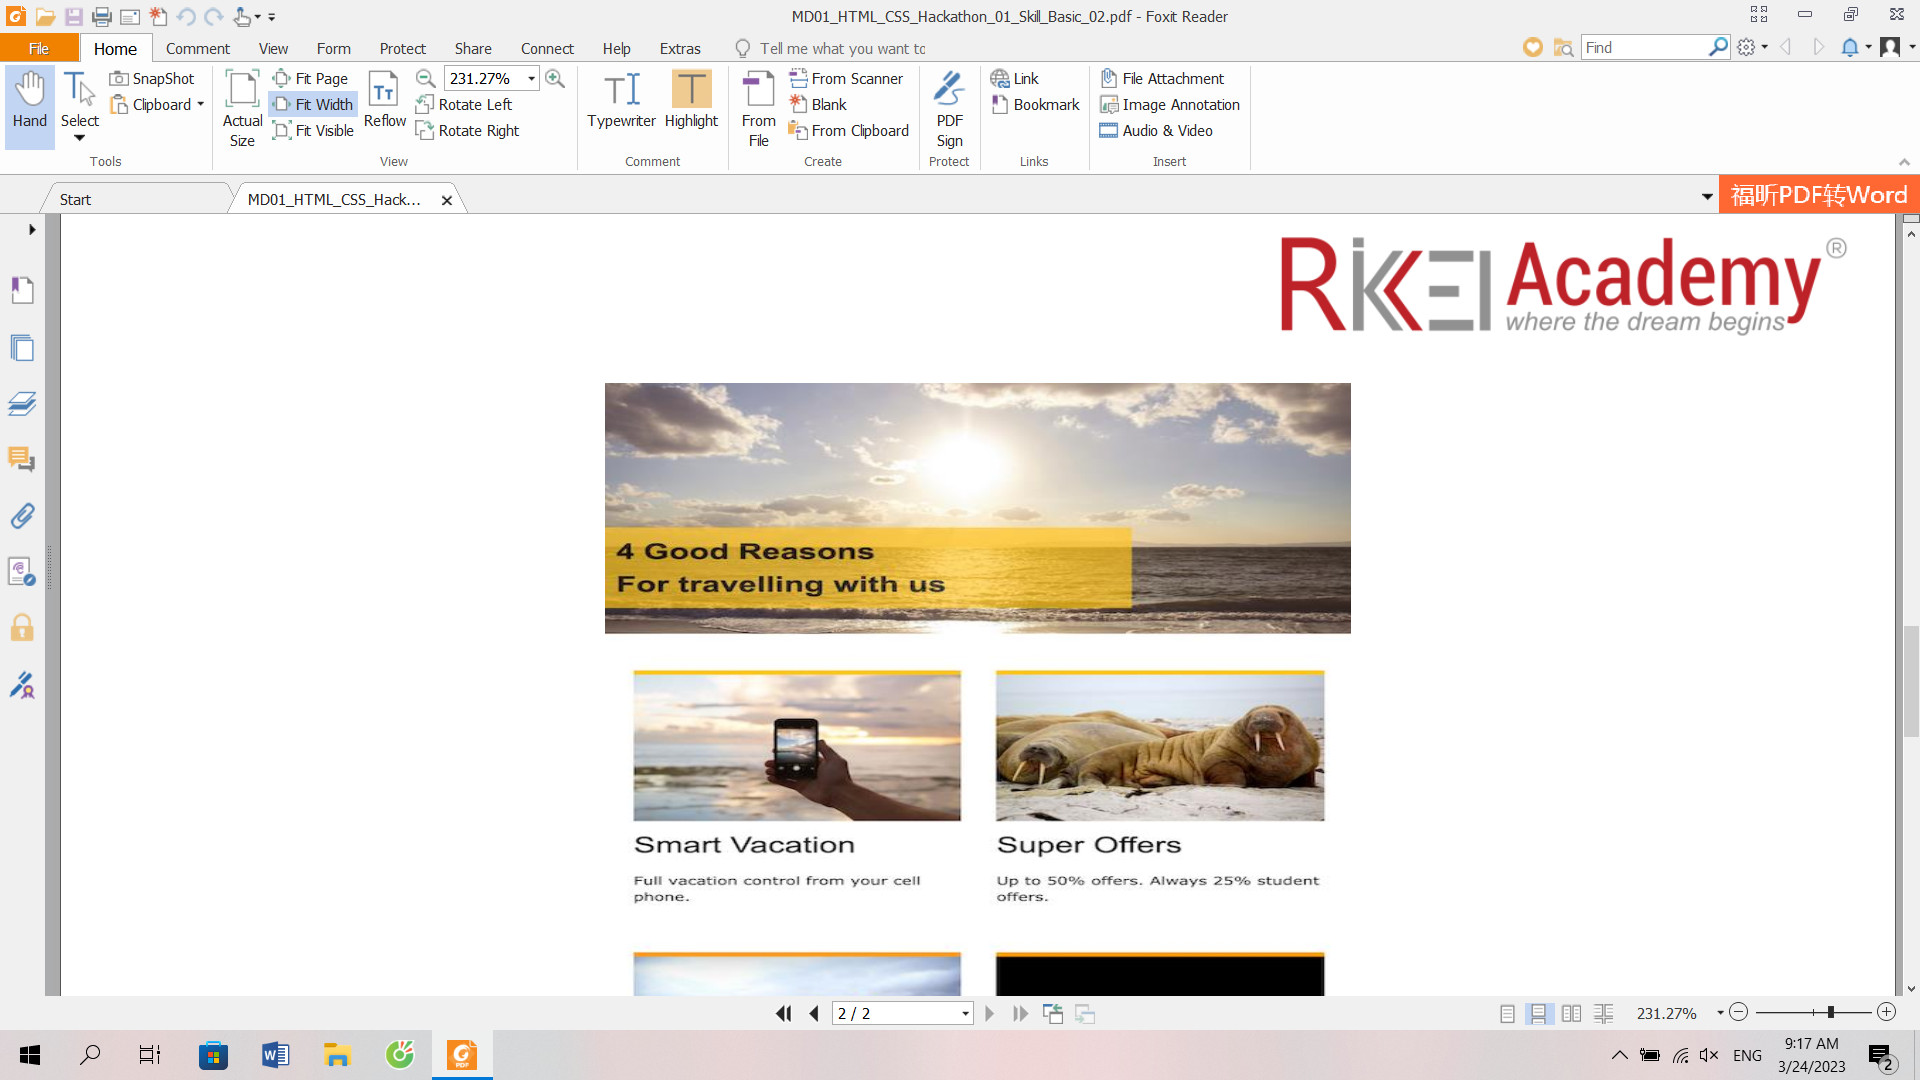 MD01_HTML_CSS_Hackathon_01_Skill_Basic_02.pdf - Foxit Reader
File Home Comment View Form Protect Share Connect Help Extras Tell me what you want to Find
Hand
Select
SnapShot
Clipboard
Tools
Actual
Size
Fit Page
Fit Width
Fit Visible
Reflow
231.27%
Rotate Left
Rotate Right
View
Typewriter
Highlight
Comment
From
File
From Scanner
Blank
From Clipboard
Create
PDF
Sign
Protect
Link
Bookmark
Links
File Attachment
Image Annotation
Audio & Video
Insert
Start
MD01_HTML_CSS_Hack...
福昕PDF转Word
RIKKEI Academy ®
where the dream begins
4 Good Reasons
For travelling with us
Smart Vacation
Full vacation control from your cell
phone.
Super Offers
Up to 50% offers. Always 25% student
offers.
2 / 2
231.27%
ENG
9:17 AM
3/24/2023
2